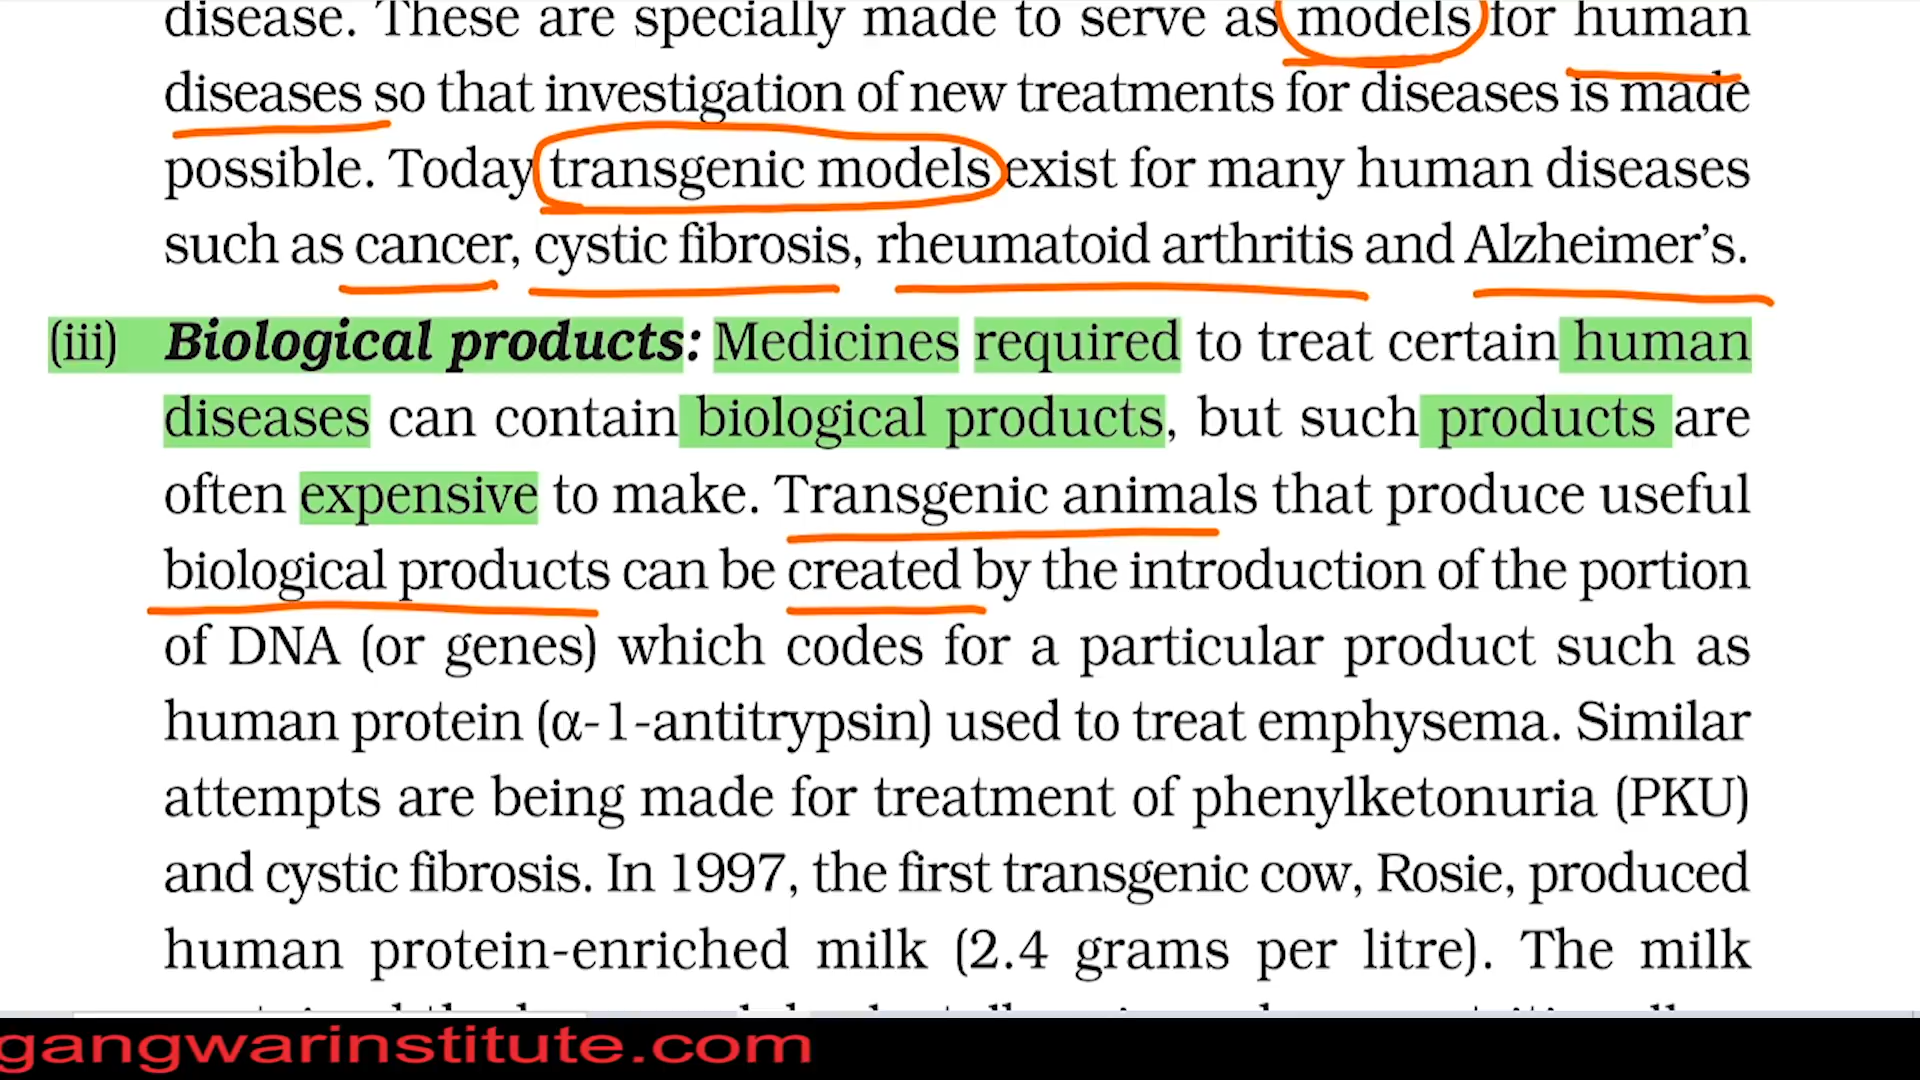 disease. These are specially made to serve as models for human
diseases so that investigation of new treatments for diseases is made
possible. Today transgenic models exist for many human diseases
such as cancer, cystic fibrosis, rheumatoid arthritis and Alzheimer’s.
(iii) Biological products: Medicines required to treat certain human
diseases can contain biological products, but such products are
often expensive to make. Transgenic animals that produce useful
biological products can be created by the introduction of the portion
of DNA (or genes) which codes for a particular product such as
human protein (α-1-antitrypsin) used to treat emphysema. Similar
attempts are being made for treatment of phenylketonuria (PKU)
and cystic fibrosis. In 1997, the first transgenic cow, Rosie, produced
human protein-enriched milk (2.4 grams per litre). The milk
gangwarinstitute.com